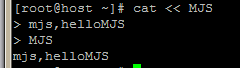 [root@host ~]# cat << MJS
> mjs,helloMJS
> MJS
mjs,helloMJS